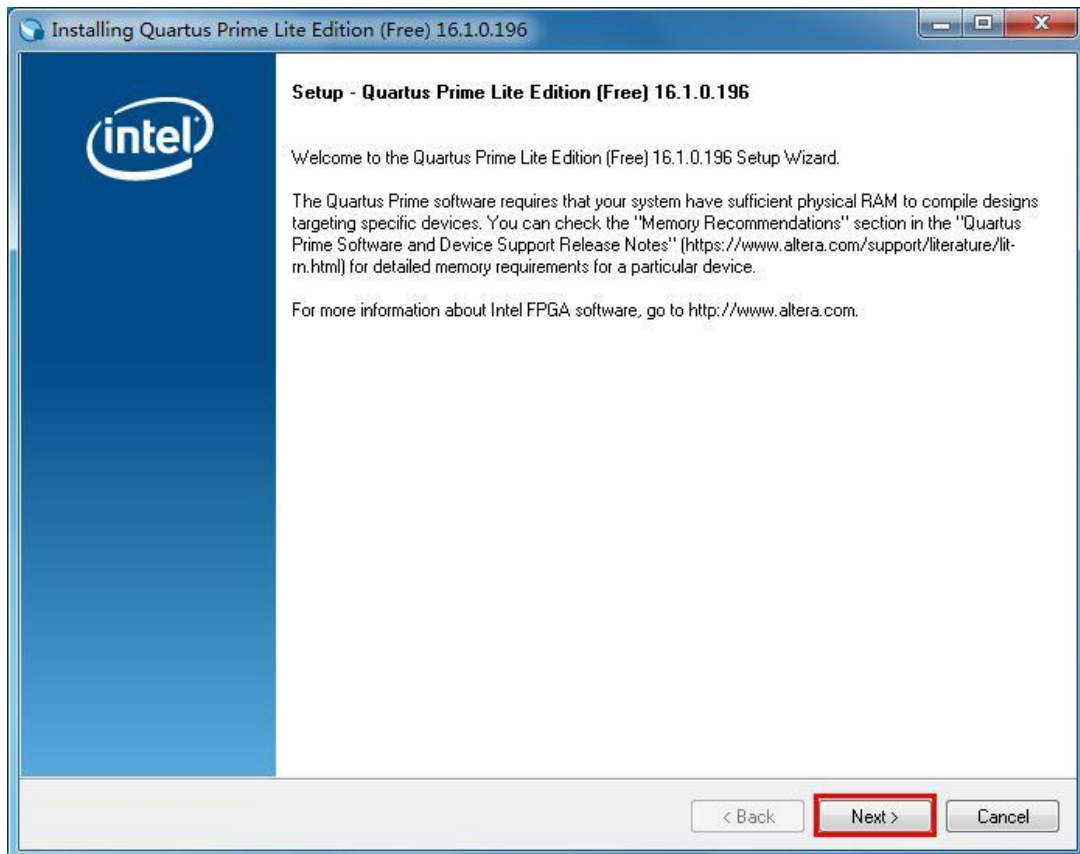 Installing Quartus Prime Lite Edition (Free) 16.1.0.196
intel
Setup - Quartus Prime Lite Edition (Free) 16.1.0.196
Welcome to the Quartus Prime Lite Edition (Free) 16.1.0.196 Setup Wizard.
The Quartus Prime software requires that your system have sufficient physical RAM to compile designs
targeting specific devices. You can check the "Memory Recommendations" section in the "Quartus
Prime Software and Device Support Release Notes" (https://www.altera.com/support/literature/lit-
rn.html) for detailed memory requirements for a particular device.
For more information about Intel FPGA software, go to http://www.altera.com.
< Back Next > Cancel